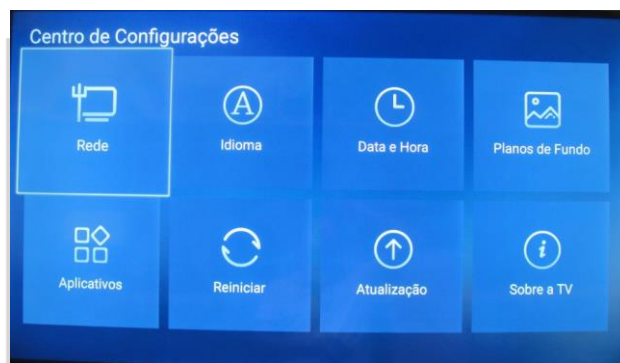 Centro de Configurações
Rede
Idioma
Data e Hora
Planos de Fundo
Aplicativos
Reiniciar
Atualização
Sobre a TV